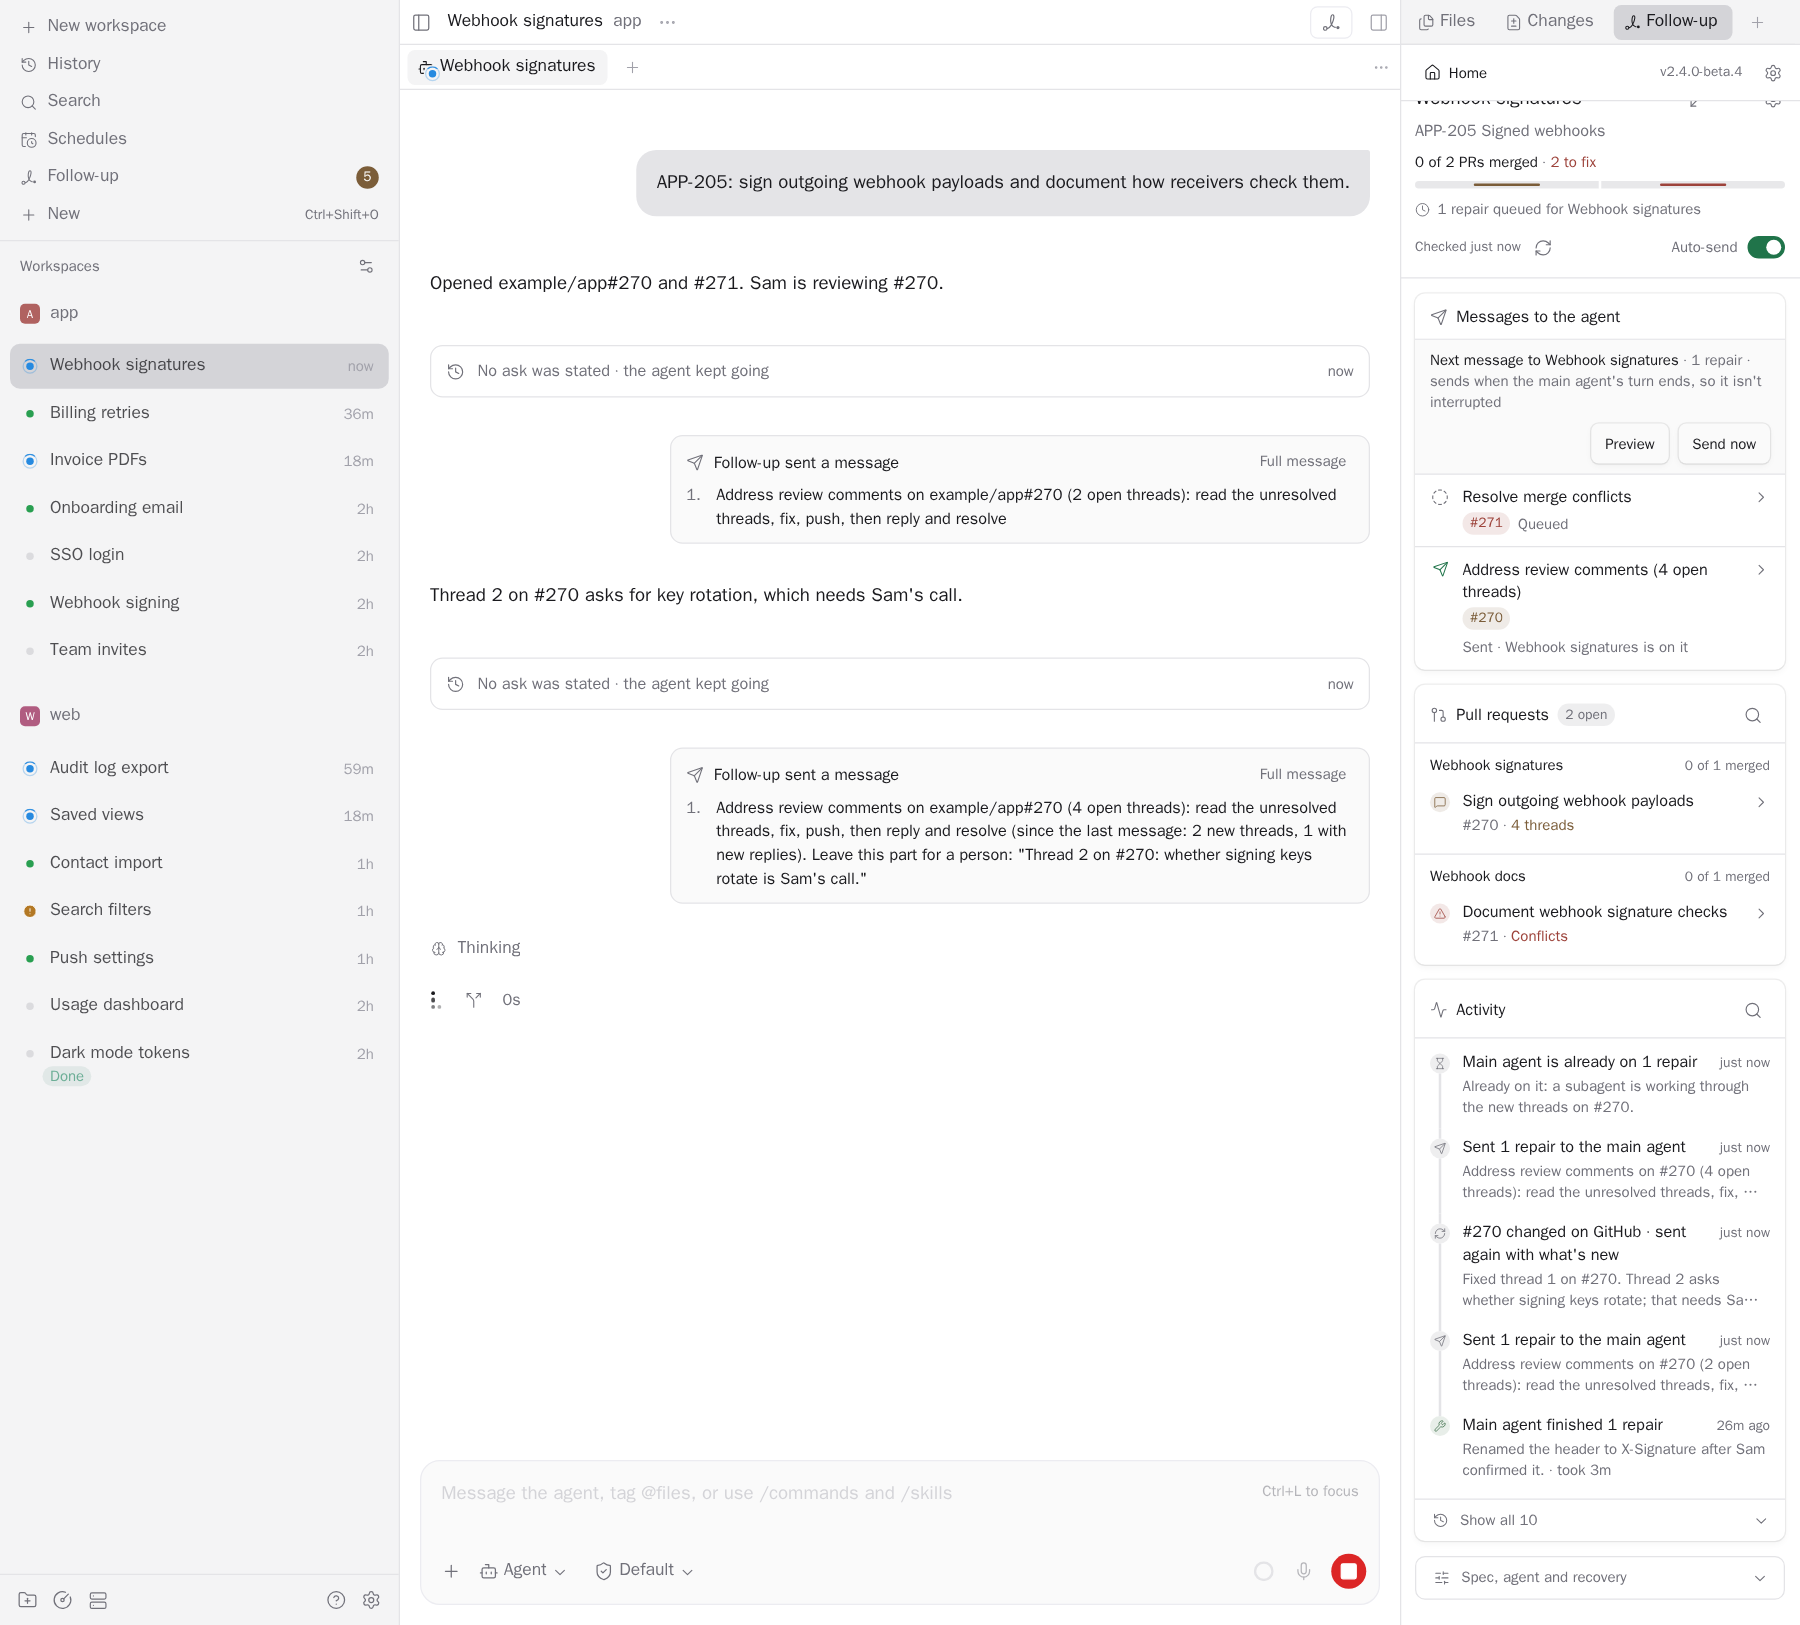 New workspace
History
Search
Schedules
Follow-up 5
New Ctrl+Shift+O
Workspaces
A app
Webhook signatures now
Billing retries 36m
Invoice PDFs 18m
Onboarding email 2h
SSO login 2h
Webhook signing 2h
Team invites 2h
W web
Audit log export 59m
Saved views 18m
Contact import 1h
Search filters 1h
Push settings 1h
Usage dashboard 2h
Dark mode tokens 2h
Done
Webhook signatures app
Webhook signatures
APP-205: sign outgoing webhook payloads and document how receivers check them.
Opened example/app#270 and #271. Sam is reviewing #270.
No ask was stated · the agent kept going now
Follow-up sent a message Full message
1. Address review comments on example/app#270 (2 open threads): read the unresolved
threads, fix, push, then reply and resolve
Thread 2 on #270 asks for key rotation, which needs Sam's call.
No ask was stated · the agent kept going now
Follow-up sent a message Full message
1. Address review comments on example/app#270 (4 open threads): read the unresolved
threads, fix, push, then reply and resolve (since the last message: 2 new threads, 1 with
new replies). Leave this part for a person: "Thread 2 on #270: whether signing keys
rotate is Sam's call."
Thinking
0s
Message the agent, tag @files, or use /commands and /skills Ctrl+L to focus
Agent Default
Files Changes Follow-up
Home v2.4.0-beta.4
Webhook signatures
APP-205 Signed webhooks
0 of 2 PRs merged · 2 to fix
1 repair queued for Webhook signatures
Checked just now Auto-send
Messages to the agent
Next message to Webhook signatures · 1 repair ·
sends when the main agent's turn ends, so it isn't
interrupted
Preview Send now
Resolve merge conflicts
#271 Queued
Address review comments (4 open
threads)
#270
Sent · Webhook signatures is on it
Pull requests 2 open
Webhook signatures 0 of 1 merged
Sign outgoing webhook payloads
#270 · 4 threads
Webhook docs 0 of 1 merged
Document webhook signature checks
#271 · Conflicts
Activity
Main agent is already on 1 repair just now
Already on it: a subagent is working through
the new threads on #270.
Sent 1 repair to the main agent just now
Address review comments on #270 (4 open
threads): read the unresolved threads, fix, ...
#270 changed on GitHub · sent just now
again with what's new
Fixed thread 1 on #270. Thread 2 asks
whether signing keys rotate; that needs Sa...
Sent 1 repair to the main agent just now
Address review comments on #270 (2 open
threads): read the unresolved threads, fix, ...
Main agent finished 1 repair 26m ago
Renamed the header to X-Signature after Sam
confirmed it. · took 3m
Show all 10
Spec, agent and recovery